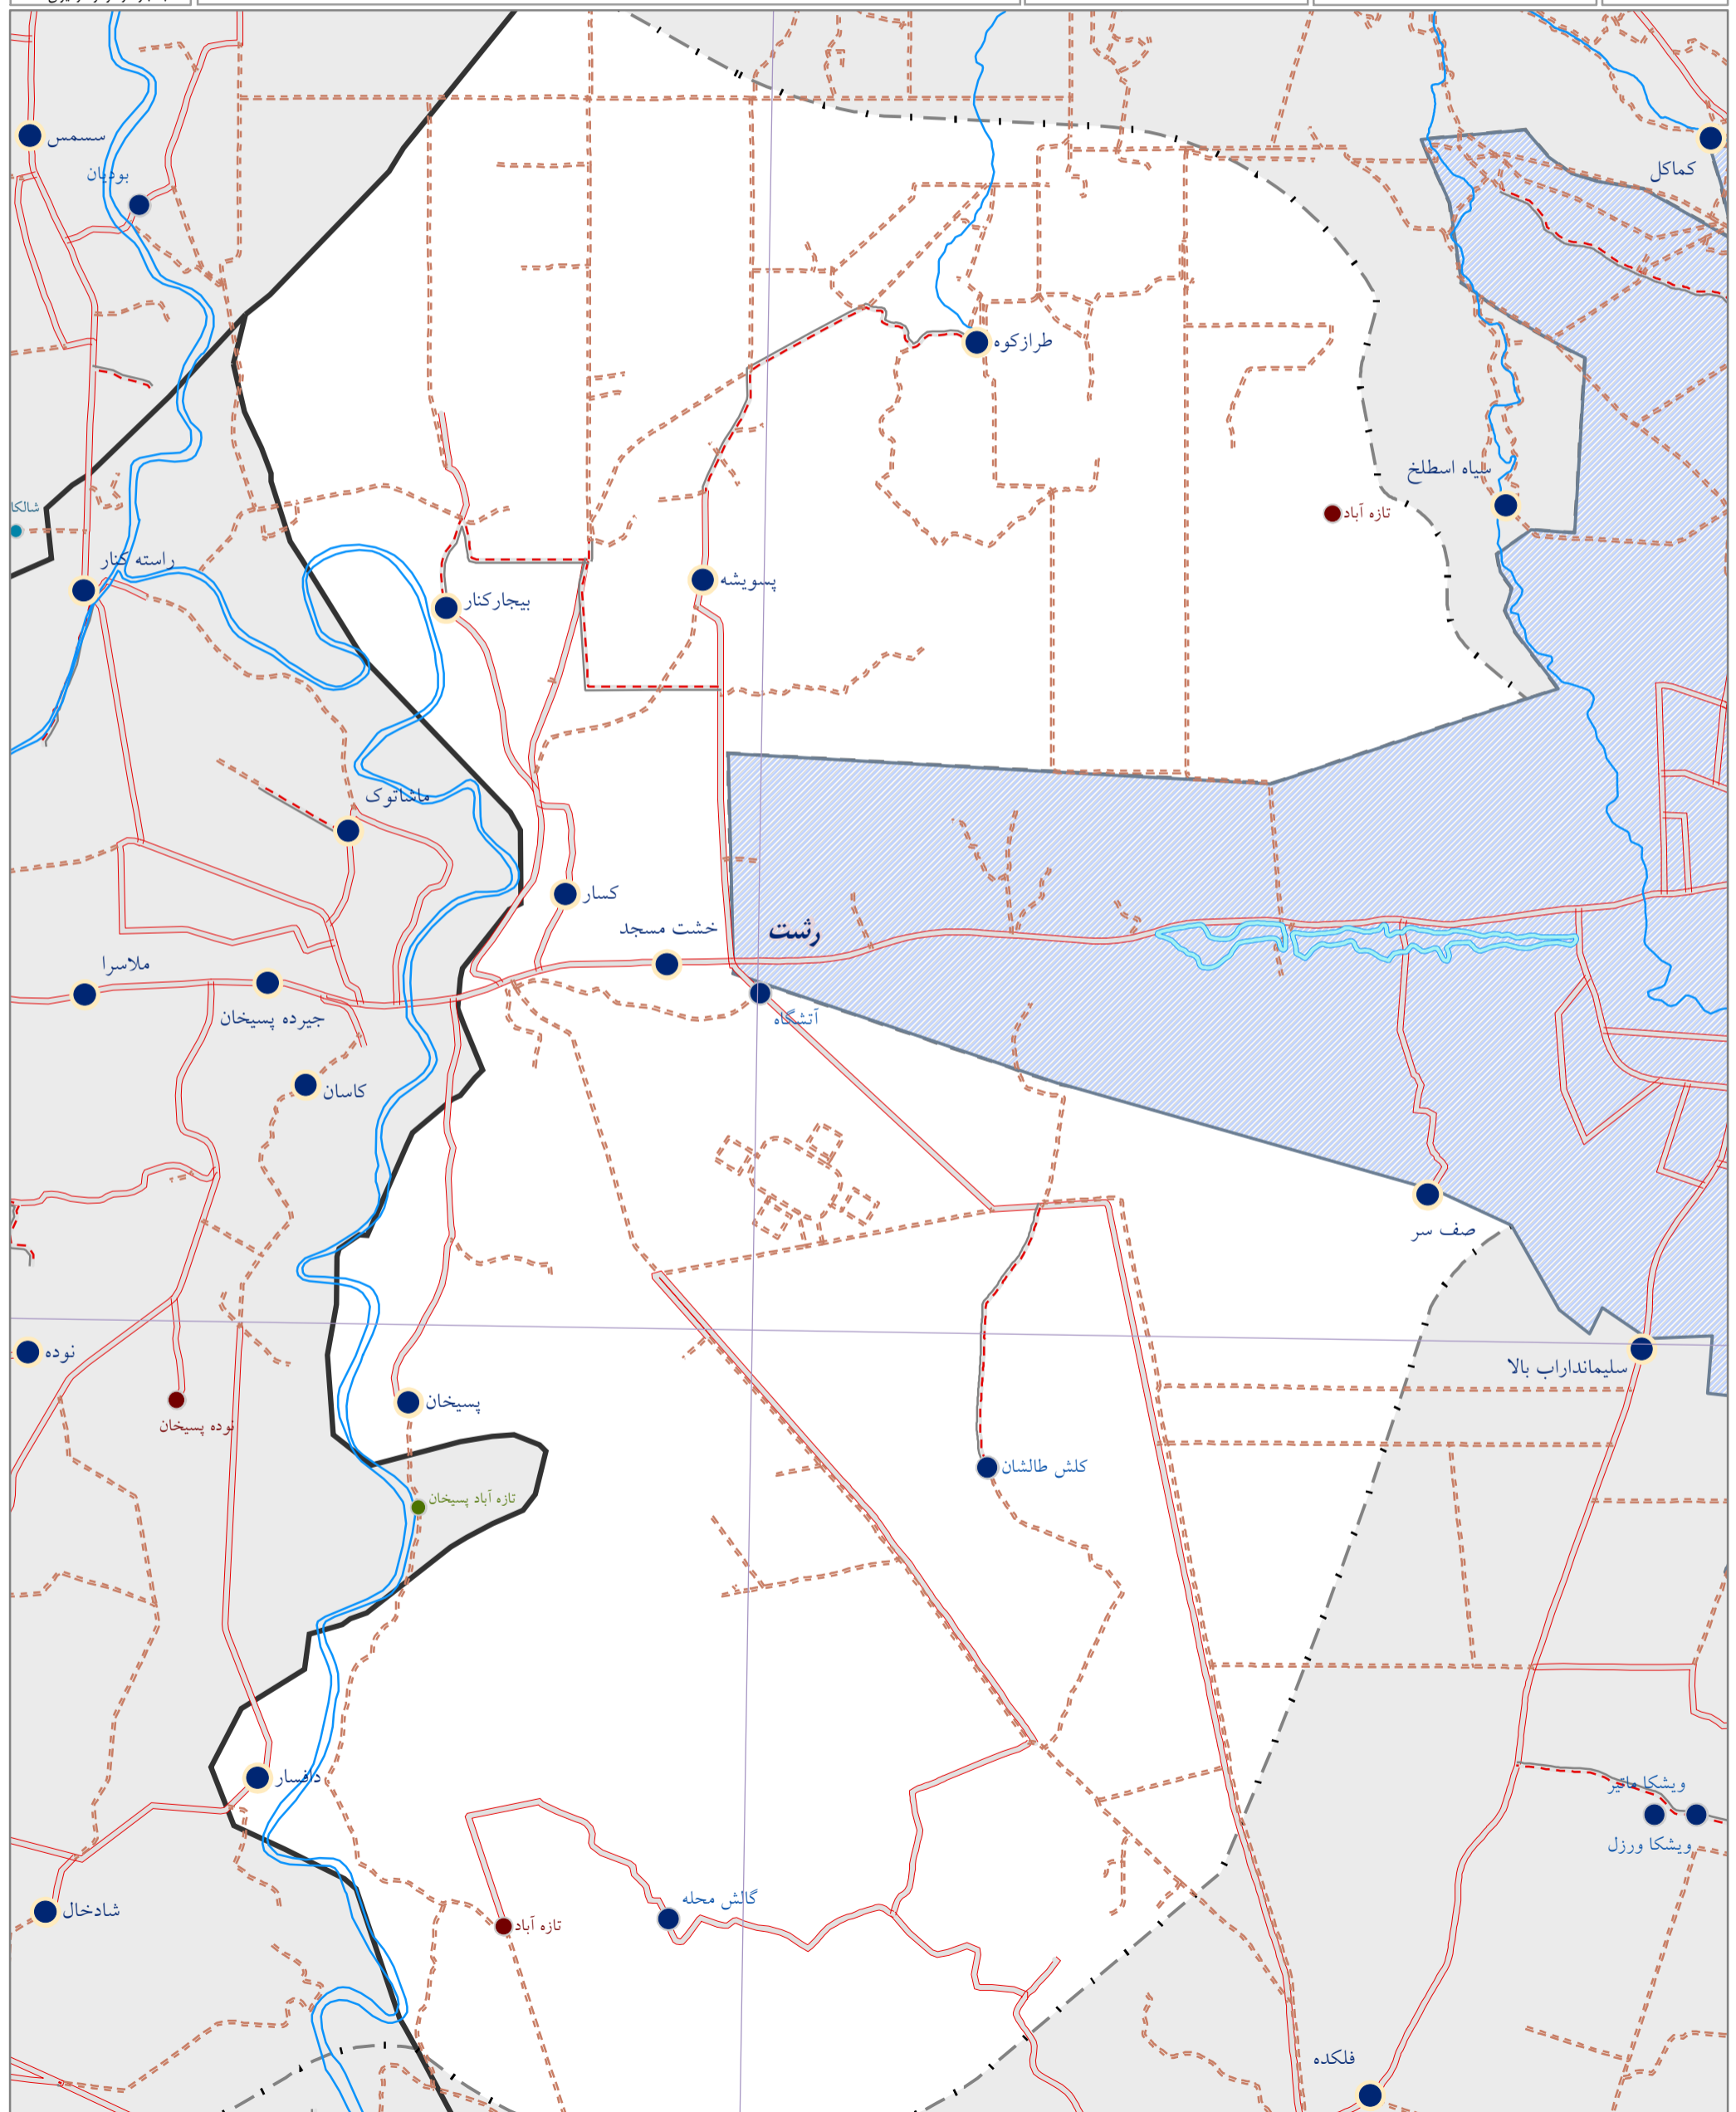 سسمس
کماکل
بودیان
طرازکوه
سیاه اسطلخ
شالکا
تازه آباد
راسته کنار
پسویشه
بیجارکنار
ماشاتوک
کسار
خشت مسجد
رشت
ملاسرا
جیرده پسیخان
آتشگاه
کاسان
صف سر
نوده
سلیمانداراب بالا
پسیخان
نوده پسیخان
کلش طالشان
تازه آباد پسیخان
دافسار
ویشکا ماتیر
ویشکا ورزل
گالش محله
شادخال
تازه آباد
فلکده